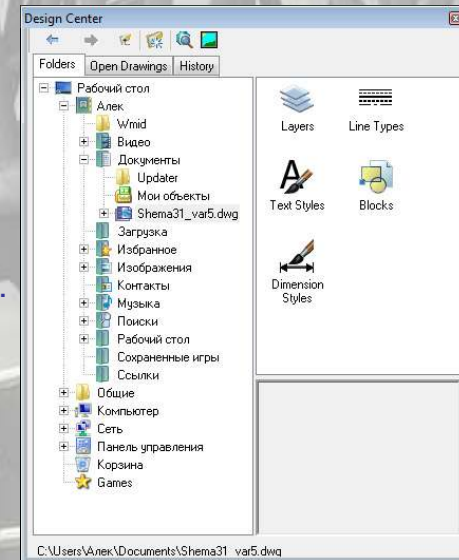 Design Center
Folders
Open Drawings
History
Рабочий стол
Алек
Wmid
Видео
Документы
Updater
Мои объекты
Shema31_var5.dwg
Загрузка
Избранное
Изображения
Контакты
Музыка
Поиски
Рабочий стол
Сохраненные игры
Ссылки
Общие
Компьютер
Сеть
Панель управления
Корзина
Games
Layers
Line Types
Text Styles
Blocks
Dimension
Styles
C:\Users\Алек\Documents\Shema31_var5.dwg